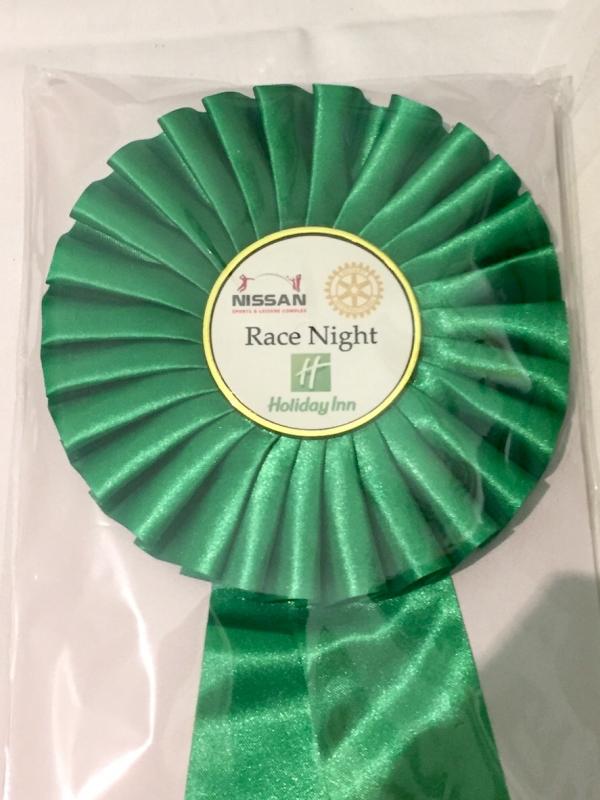 NISSAN
SPORTS & LEISURE COMPLEX
Race Night
H
Holiday Inn